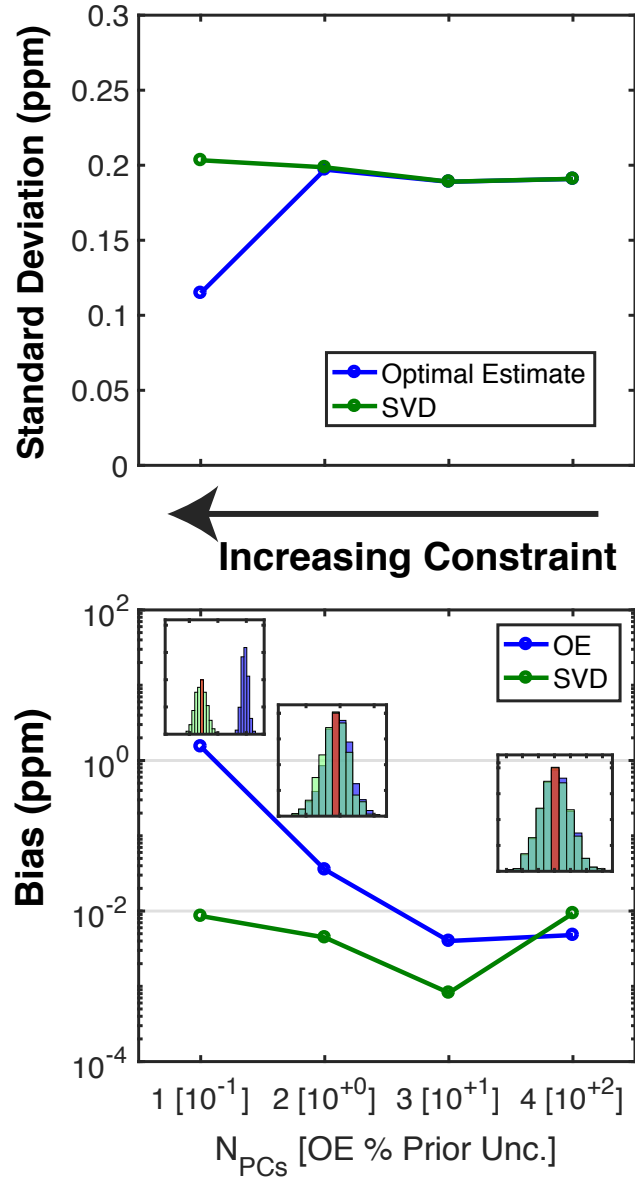 0.3
0.25
0.2
0.15
0.1
0.05
0
Standard Deviation (ppm)
Optimal Estimate
SVD
Increasing Constraint
10^2
10^0
10^-2
10^-4
Bias (ppm)
OE
SVD
1 [10^-1] 2 [10^+0] 3 [10^+1] 4 [10^+2]
N_PCs [OE % Prior Unc.]